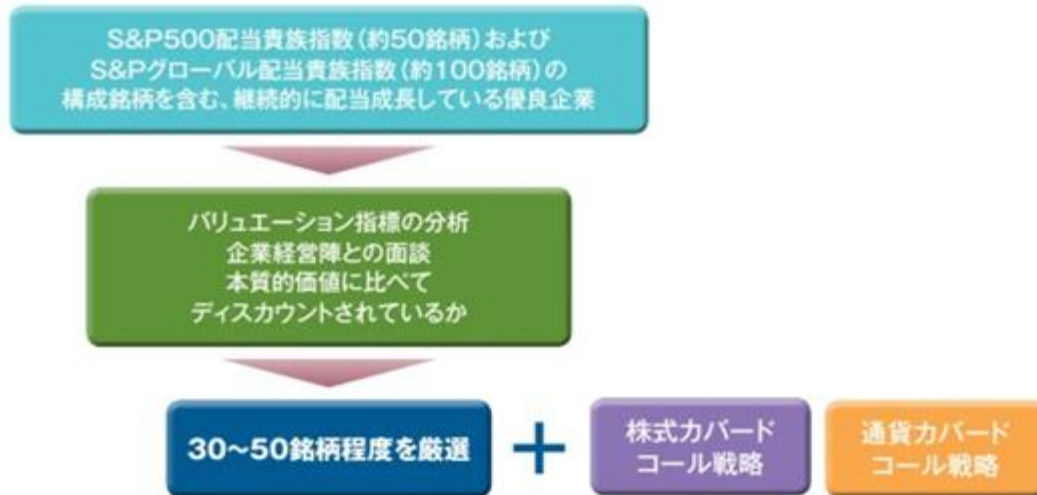 S&P500配当貴族指数(約50銘柄)および
S&Pグローバル配当貴族指数(約100銘柄)の
構成銘柄を含む、継続的に配当成長している優良企業
バリュエーション指標の分析
企業経営陣との面談
本質的価値に比べて
ディスカウントされているか
30〜50銘柄程度を厳選
+
株式カバード
コール戦略
通貨カバード
コール戦略